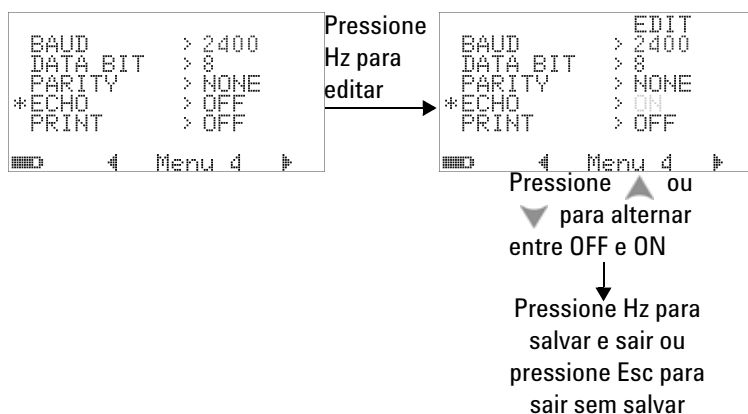 BAUD > 2400
DATA BIT > 8
PARITY > NONE
*ECHO > OFF
PRINT > OFF
Menu 4
Pressione
Hz para
editar
EDIT
BAUD > 2400
DATA BIT > 8
PARITY > NONE
*ECHO > ON
PRINT > OFF
Menu 4
Pressione ou
para alternar
entre OFF e ON
Pressione Hz para
salvar e sair ou
pressione Esc para
sair sem salvar